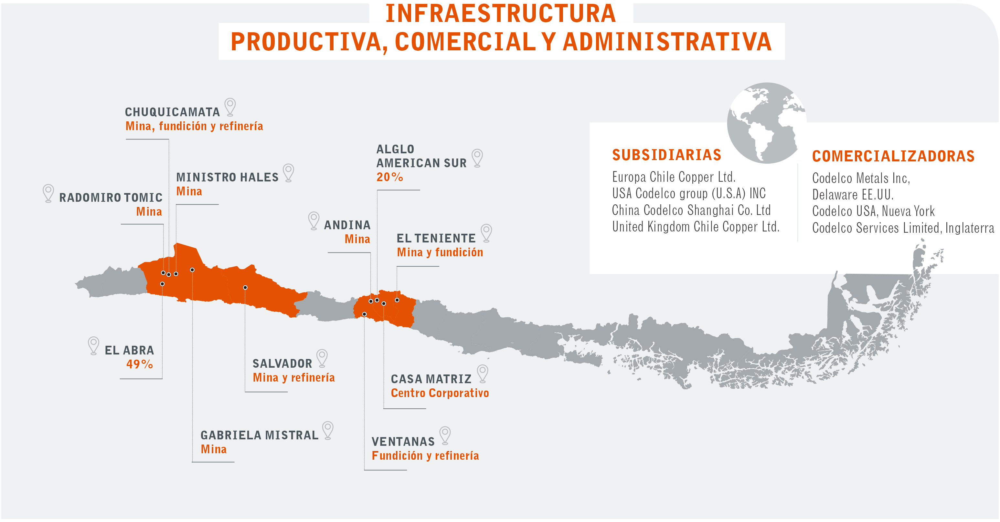 INFRAESTRUCTURA
PRODUCTIVA, COMERCIAL Y ADMINISTRATIVA
CHUQUICAMATA
Mina, fundición y refinería
MINISTRO HALES
Mina
RADOMIRO TOMIC
Mina
ALGLO
AMERICAN SUR
20%
ANDINA
Mina
EL TENIENTE
Mina y fundición
EL ABRA
49%
SALVADOR
Mina y refinería
CASA MATRIZ
Centro Corporativo
GABRIELA MISTRAL
Mina
VENTANAS
Fundición y refinería
SUBSIDIARIAS
Europa Chile Copper Ltd.
USA Codelco group (U.S.A) INC
China Codelco Shanghai Co. Ltd
United Kingdom Chile Copper Ltd.
COMERCIALIZADORAS
Codelco Metals Inc,
Delaware EE.UU.
Codelco USA, Nueva York
Codelco Services Limited, Inglaterra